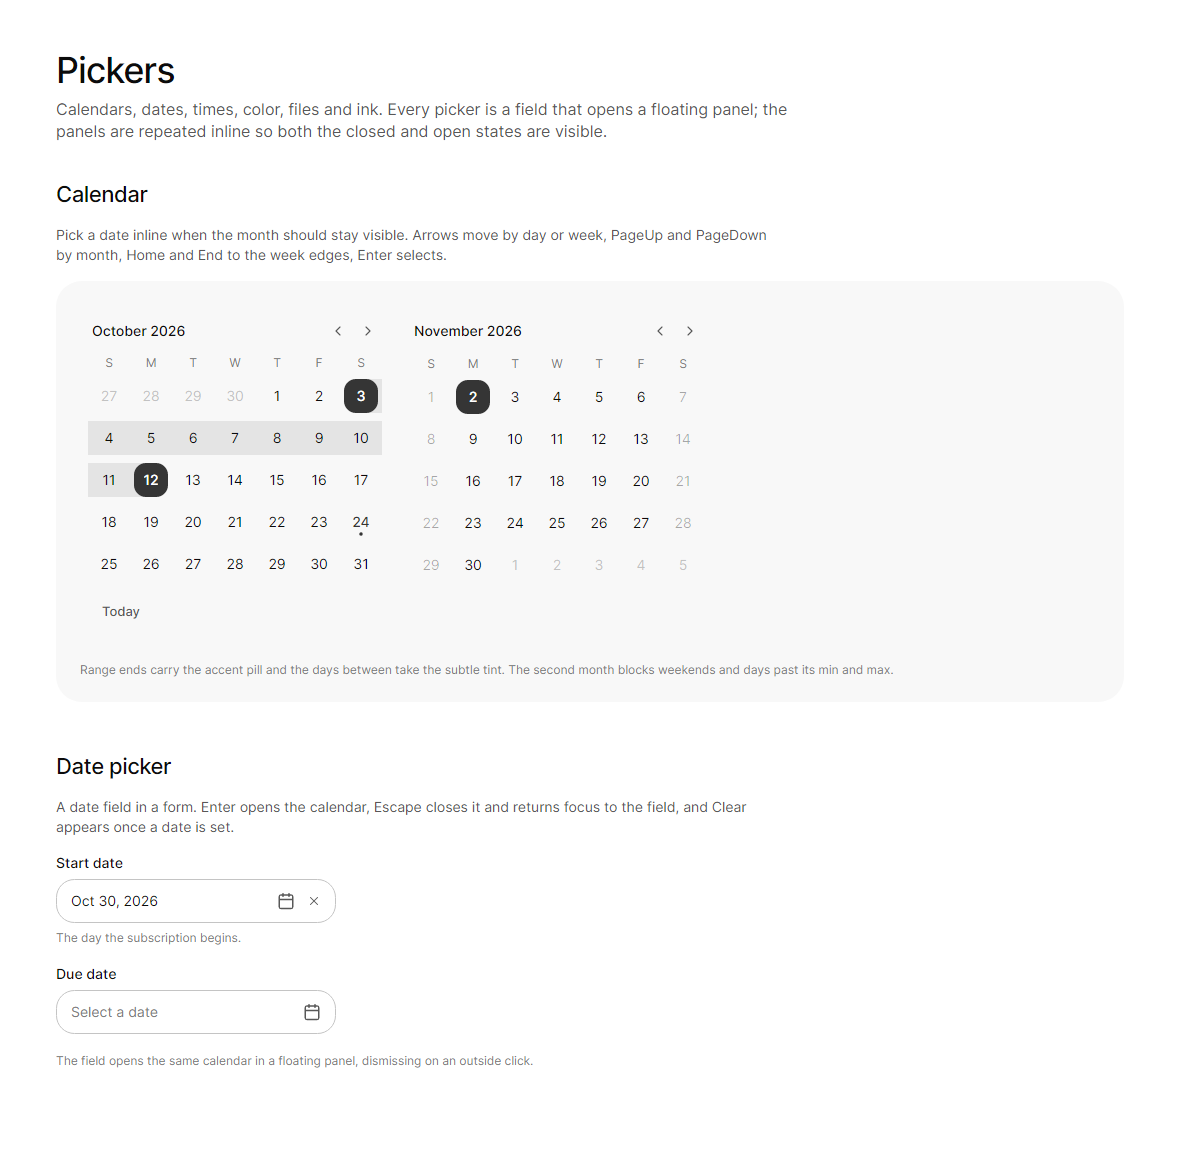 Pickers
Calendars, dates, times, color, files and ink. Every picker is a field that opens a floating panel; the
panels are repeated inline so both the closed and open states are visible.
Calendar
Pick a date inline when the month should stay visible. Arrows move by day or week, PageUp and PageDown
by month, Home and End to the week edges, Enter selects.
October 2026
S M T W T F S
27 28 29 30 1 2 3
4 5 6 7 8 9 10
11 12 13 14 15 16 17
18 19 20 21 22 23 24
25 26 27 28 29 30 31
Today
November 2026
S M T W T F S
1 2 3 4 5 6 7
8 9 10 11 12 13 14
15 16 17 18 19 20 21
22 23 24 25 26 27 28
29 30 1 2 3 4 5
Range ends carry the accent pill and the days between take the subtle tint. The second month blocks weekends and days past its min and max.
Date picker
A date field in a form. Enter opens the calendar, Escape closes it and returns focus to the field, and Clear
appears once a date is set.
Start date
Oct 30, 2026
The day the subscription begins.
Due date
Select a date
The field opens the same calendar in a floating panel, dismissing on an outside click.